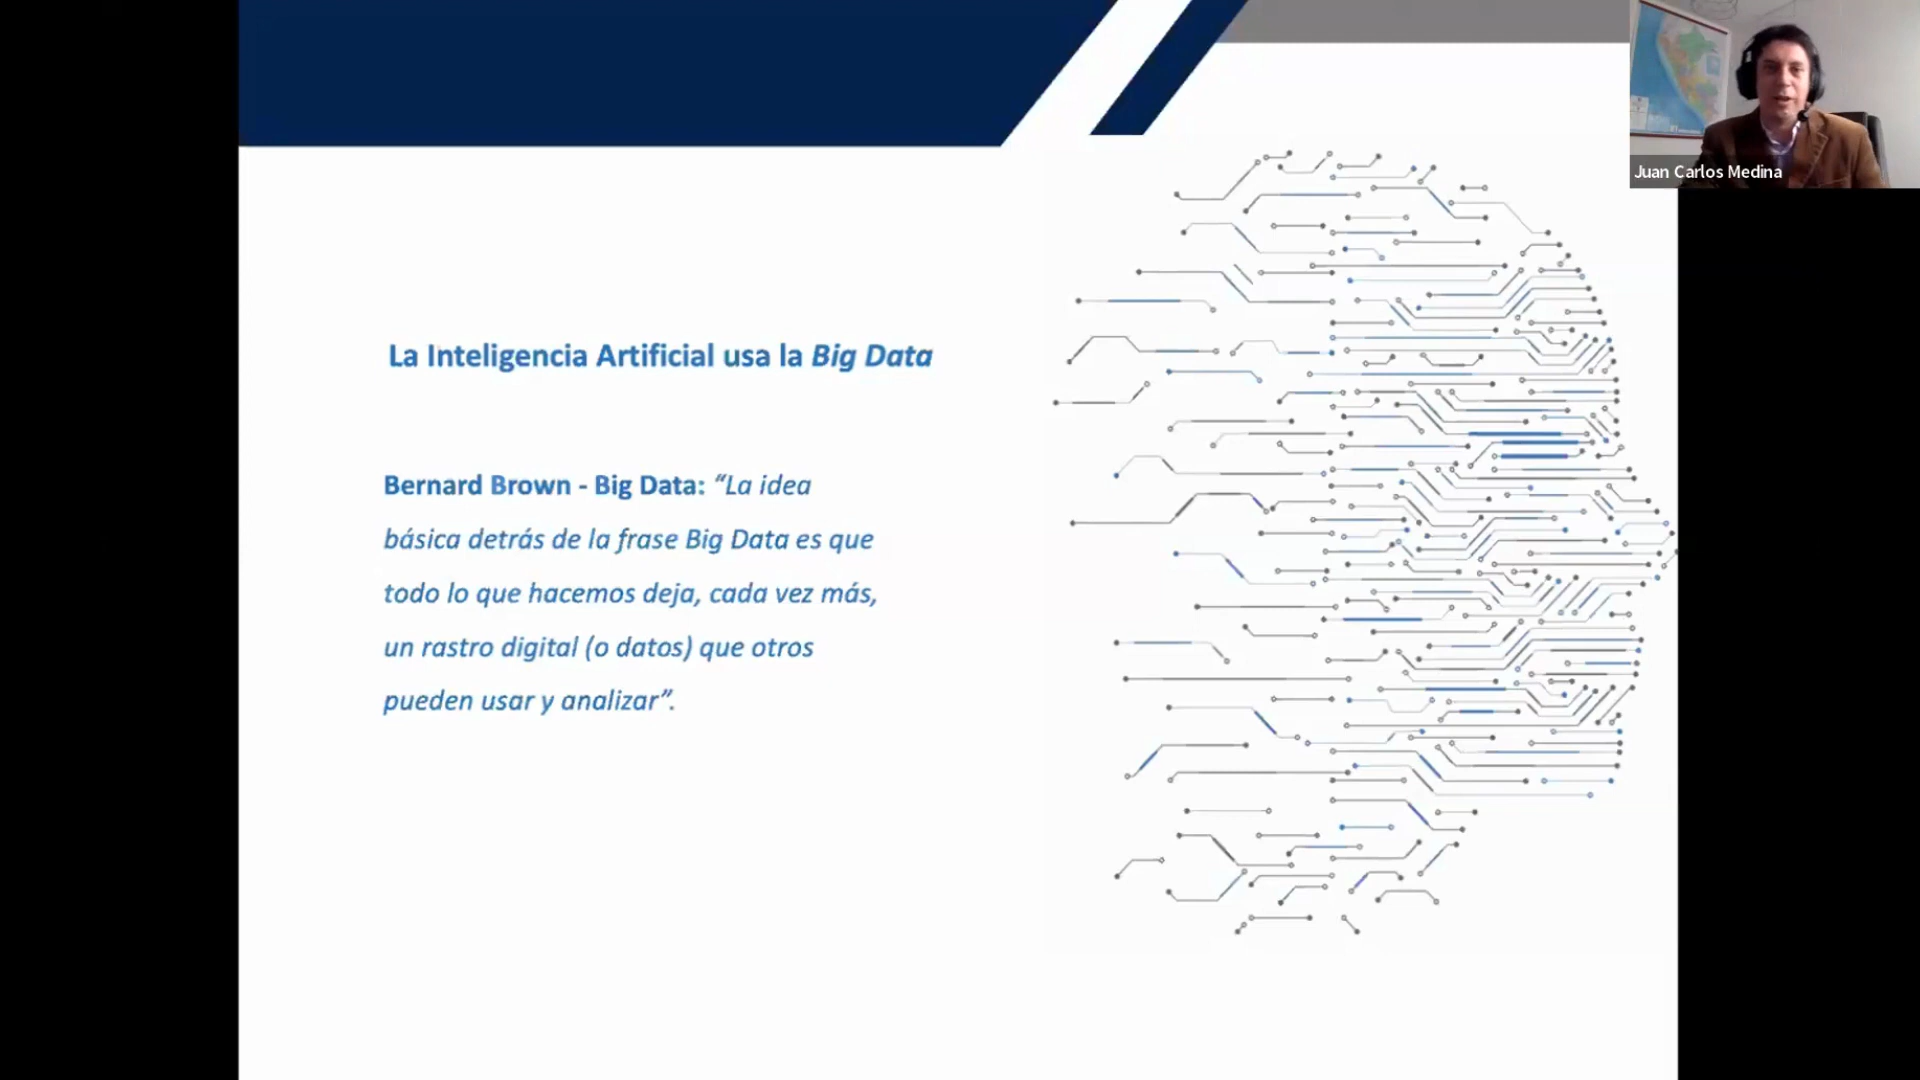 Juan Carlos Medina
La Inteligencia Artificial usa la Big Data
Bernard Brown - Big Data: “La idea
básica detrás de la frase Big Data es que
todo lo que hacemos deja, cada vez más,
un rastro digital (o datos) que otros
pueden usar y analizar”.